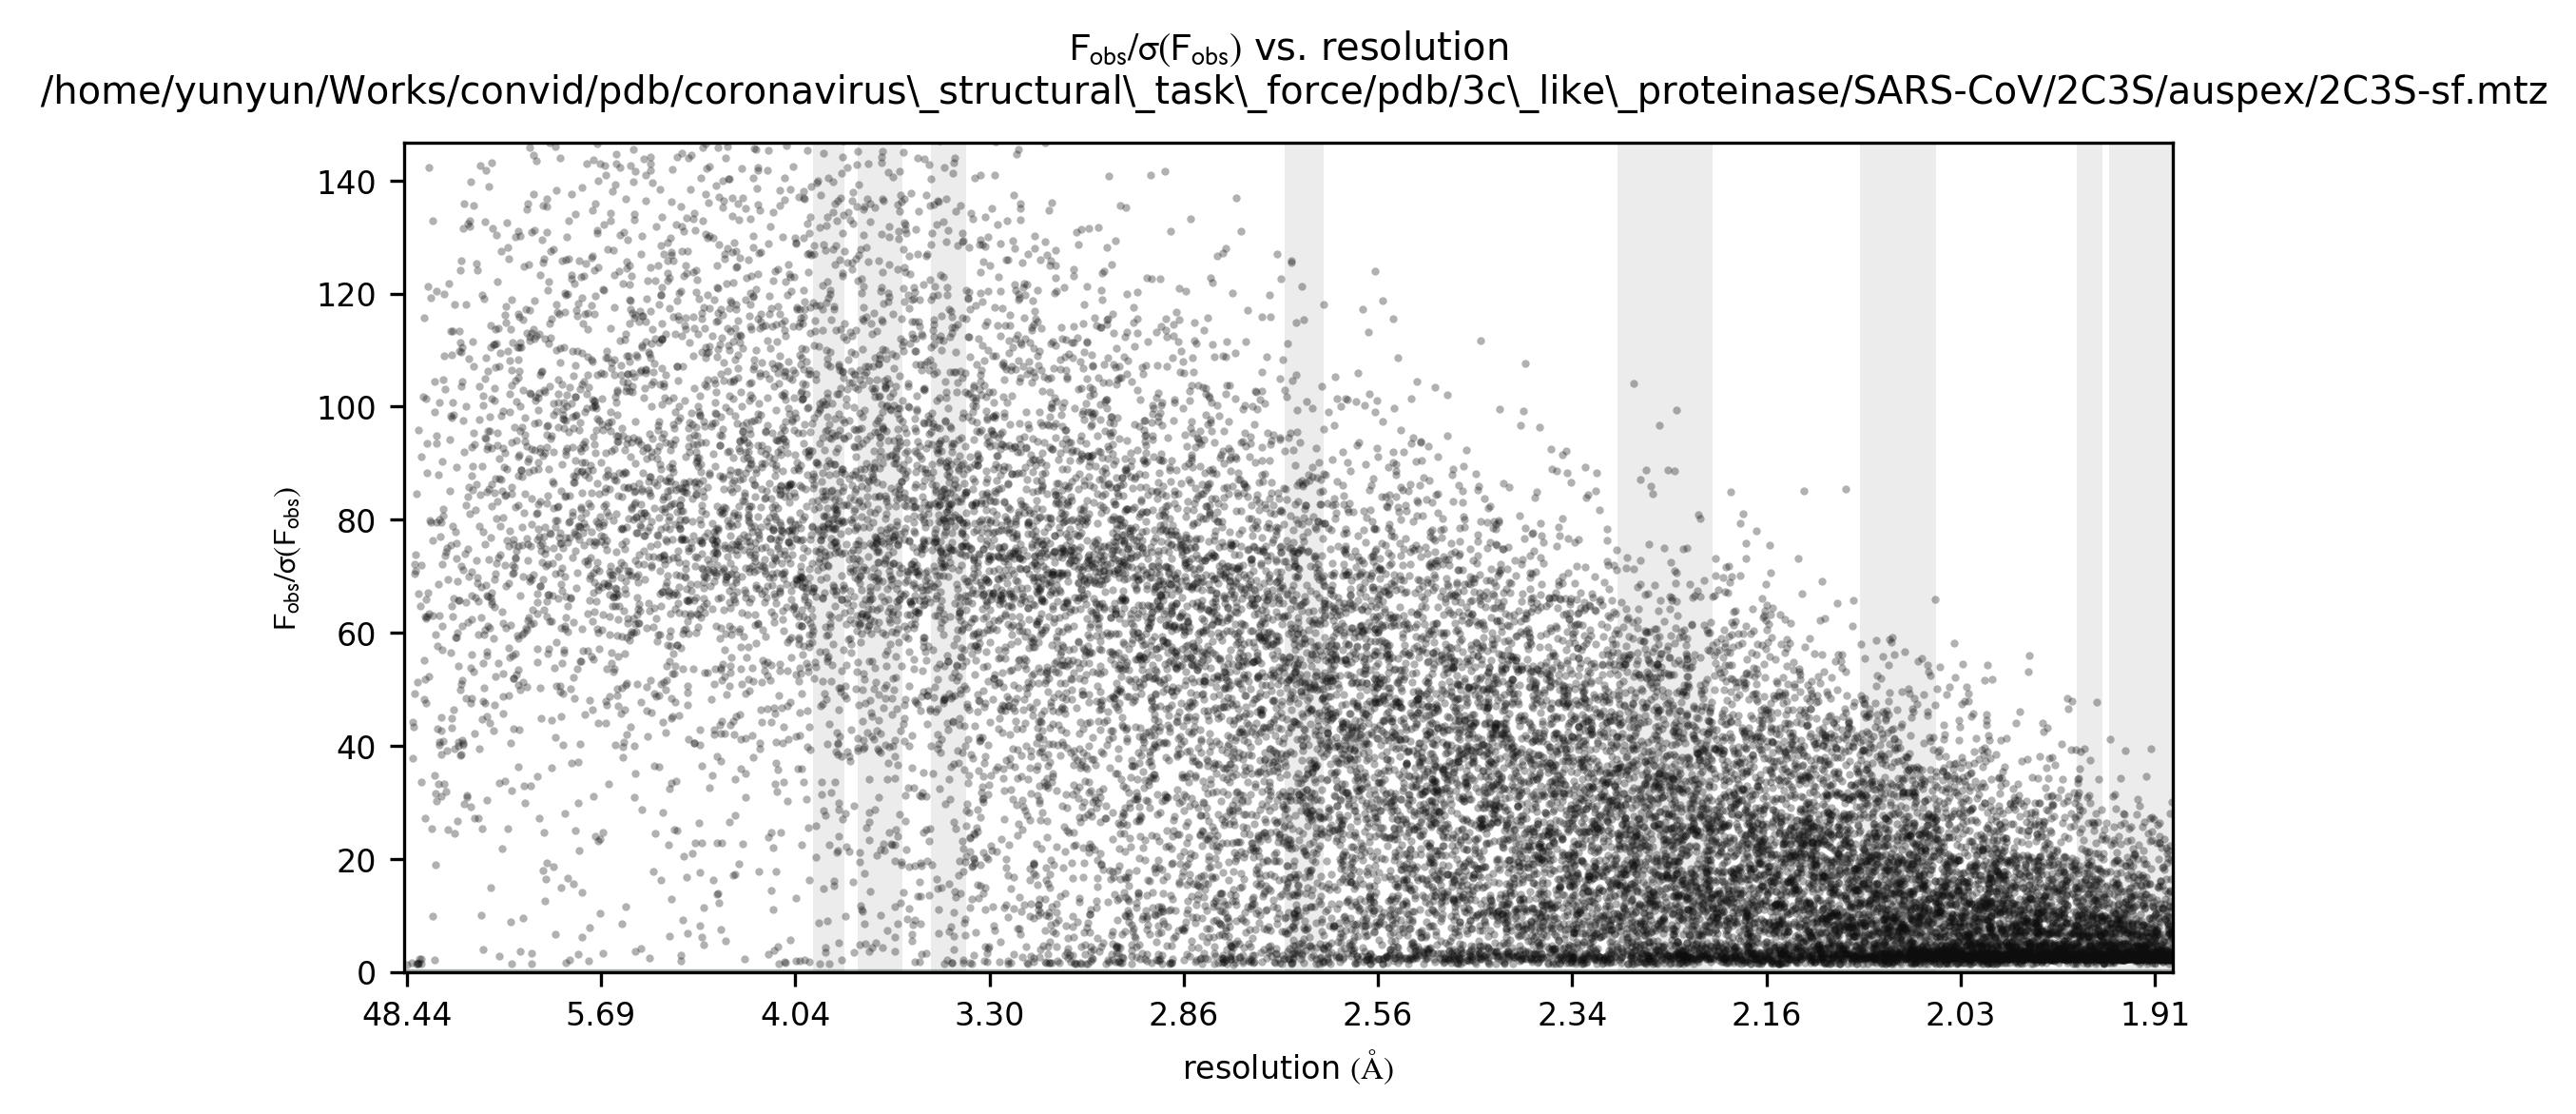 Fobs/σ(Fobs) vs. resolution
/home/yunyun/Works/convid/pdb/coronavirus\_structural\_task\_force/pdb/3c\_like\_proteinase/SARS-CoV/2C3S/auspex/2C3S-sf.mtz
140
120
100
80
60
40
20
0
Fobs/σ(Fobs)
48.44 5.69 4.04 3.30 2.86 2.56 2.34 2.16 2.03 1.91
resolution (Å)